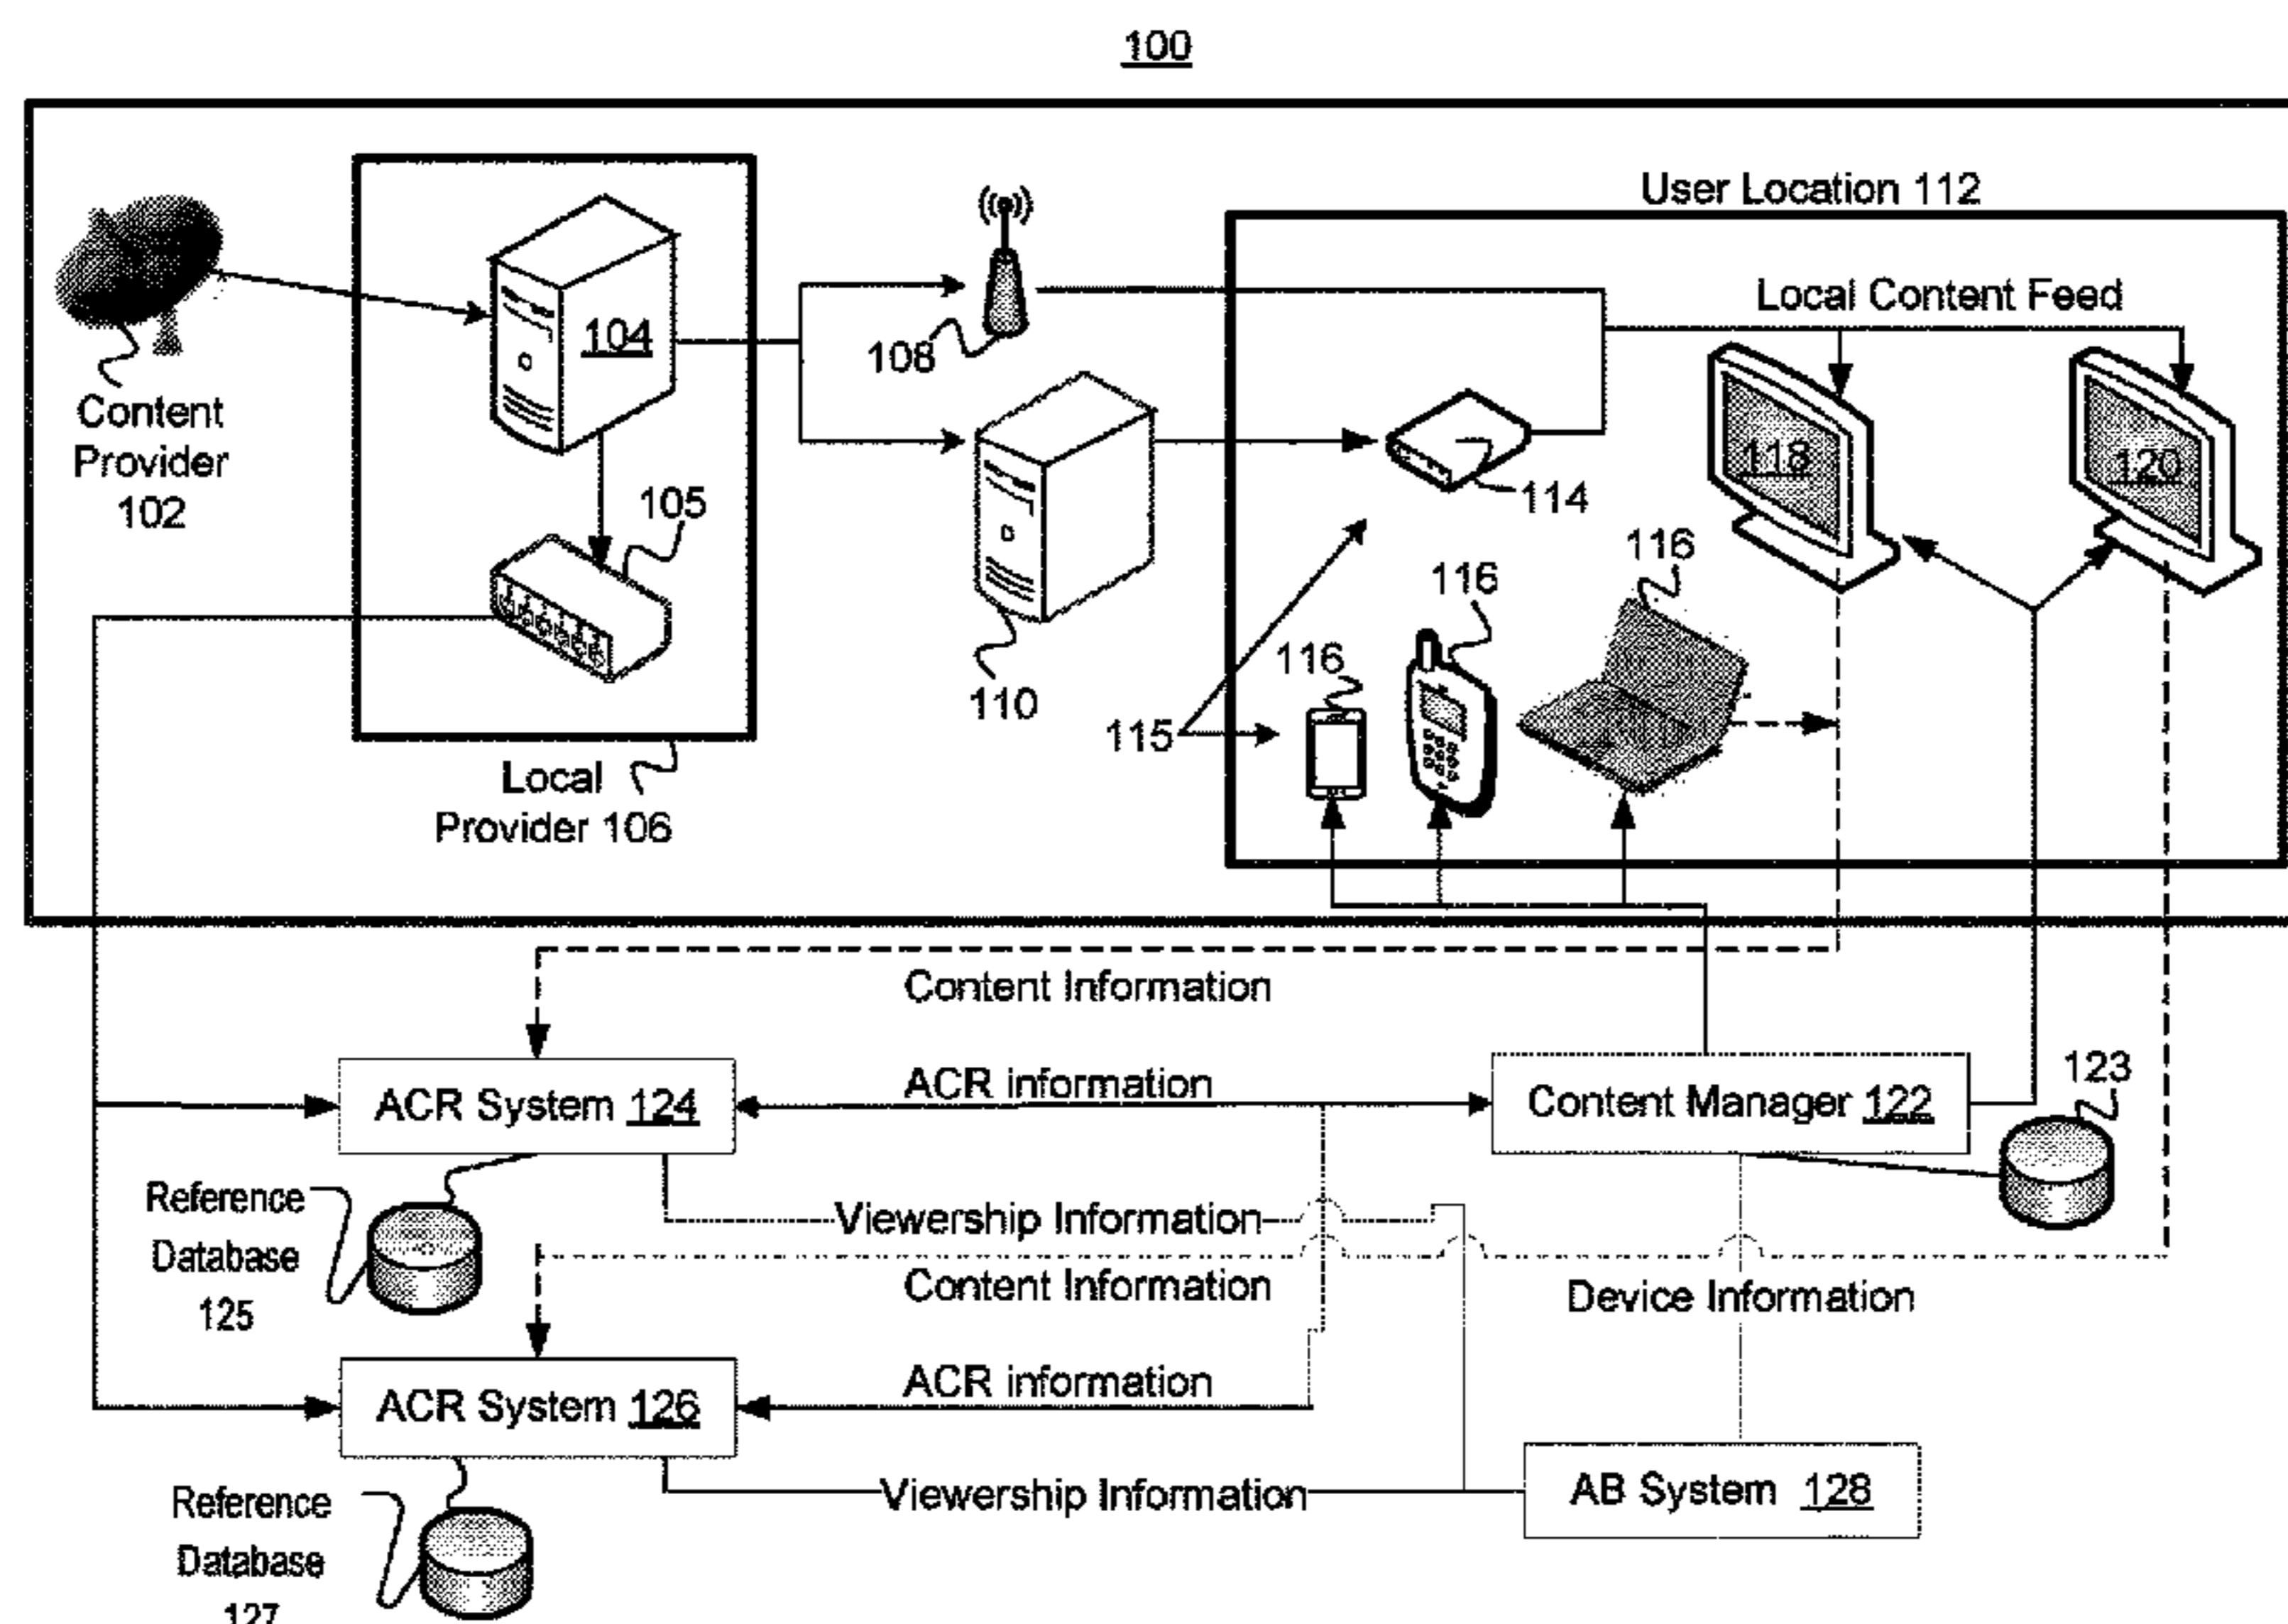 100
User Location 112
Local Content Feed
104
108
118
120
Content
Provider
102
105
114
116
116
116
110
115
Local
Provider 106
Content Information
ACR information
ACR System 124
Content Manager 122
123
Reference
Database
125
Viewership Information
Content Information
Device Information
ACR information
ACR System 126
Viewership Information
AB System 128
Reference
Database
127